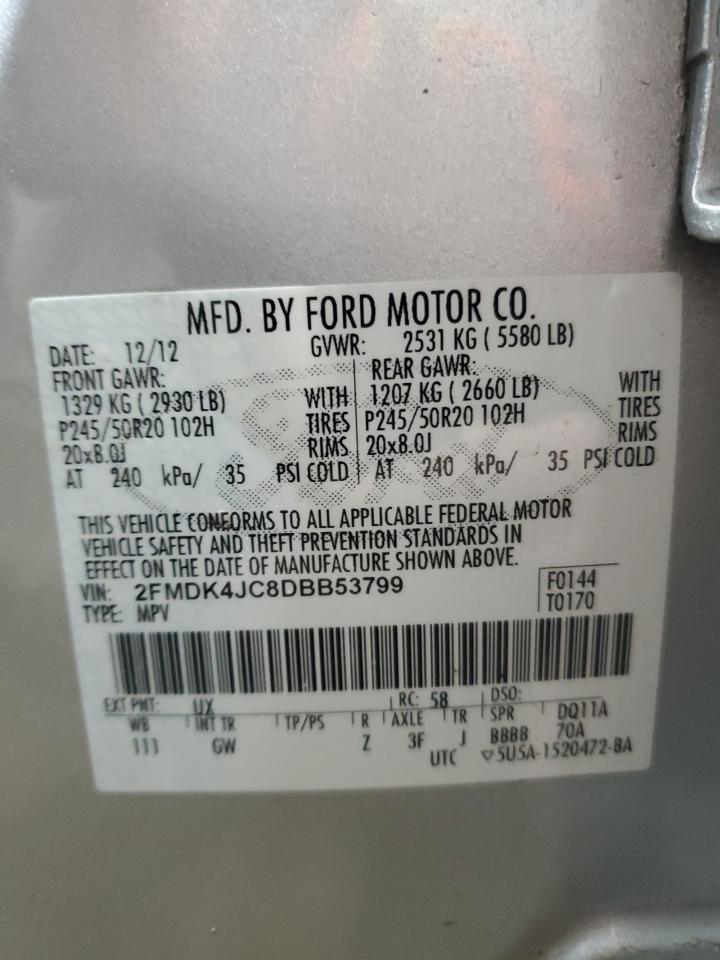 MFD. BY FORD MOTOR CO.
DATE: 12/12 GVWR: 2531 KG ( 5580 LB)
FRONT GAWR: REAR GAWR:
1329 KG ( 2930 LB) WITH 1207 KG ( 2660 LB) WITH
P245/50R20 102H TIRES P245/50R20 102H TIRES
20x8.0J RIMS 20x8.0J RIMS
AT 240 kPa/ 35 PSI COLD AT 240 kPa/ 35 PSI COLD
THIS VEHICLE CONFORMS TO ALL APPLICABLE FEDERAL MOTOR
VEHICLE SAFETY AND THEFT PREVENTION STANDARDS IN
EFFECT ON THE DATE OF MANUFACTURE SHOWN ABOVE.
VIN: 2FMDK4JC8DBB53799 F0144
TYPE: MPV T0170
EXT PNT: UX RC: 58 DSO:
WB INT TR TP/PS R AXLE TR SPR DQ11A
111 GW Z 3F J BBBB 70A
UTC ▽5U5A-1520472-BA